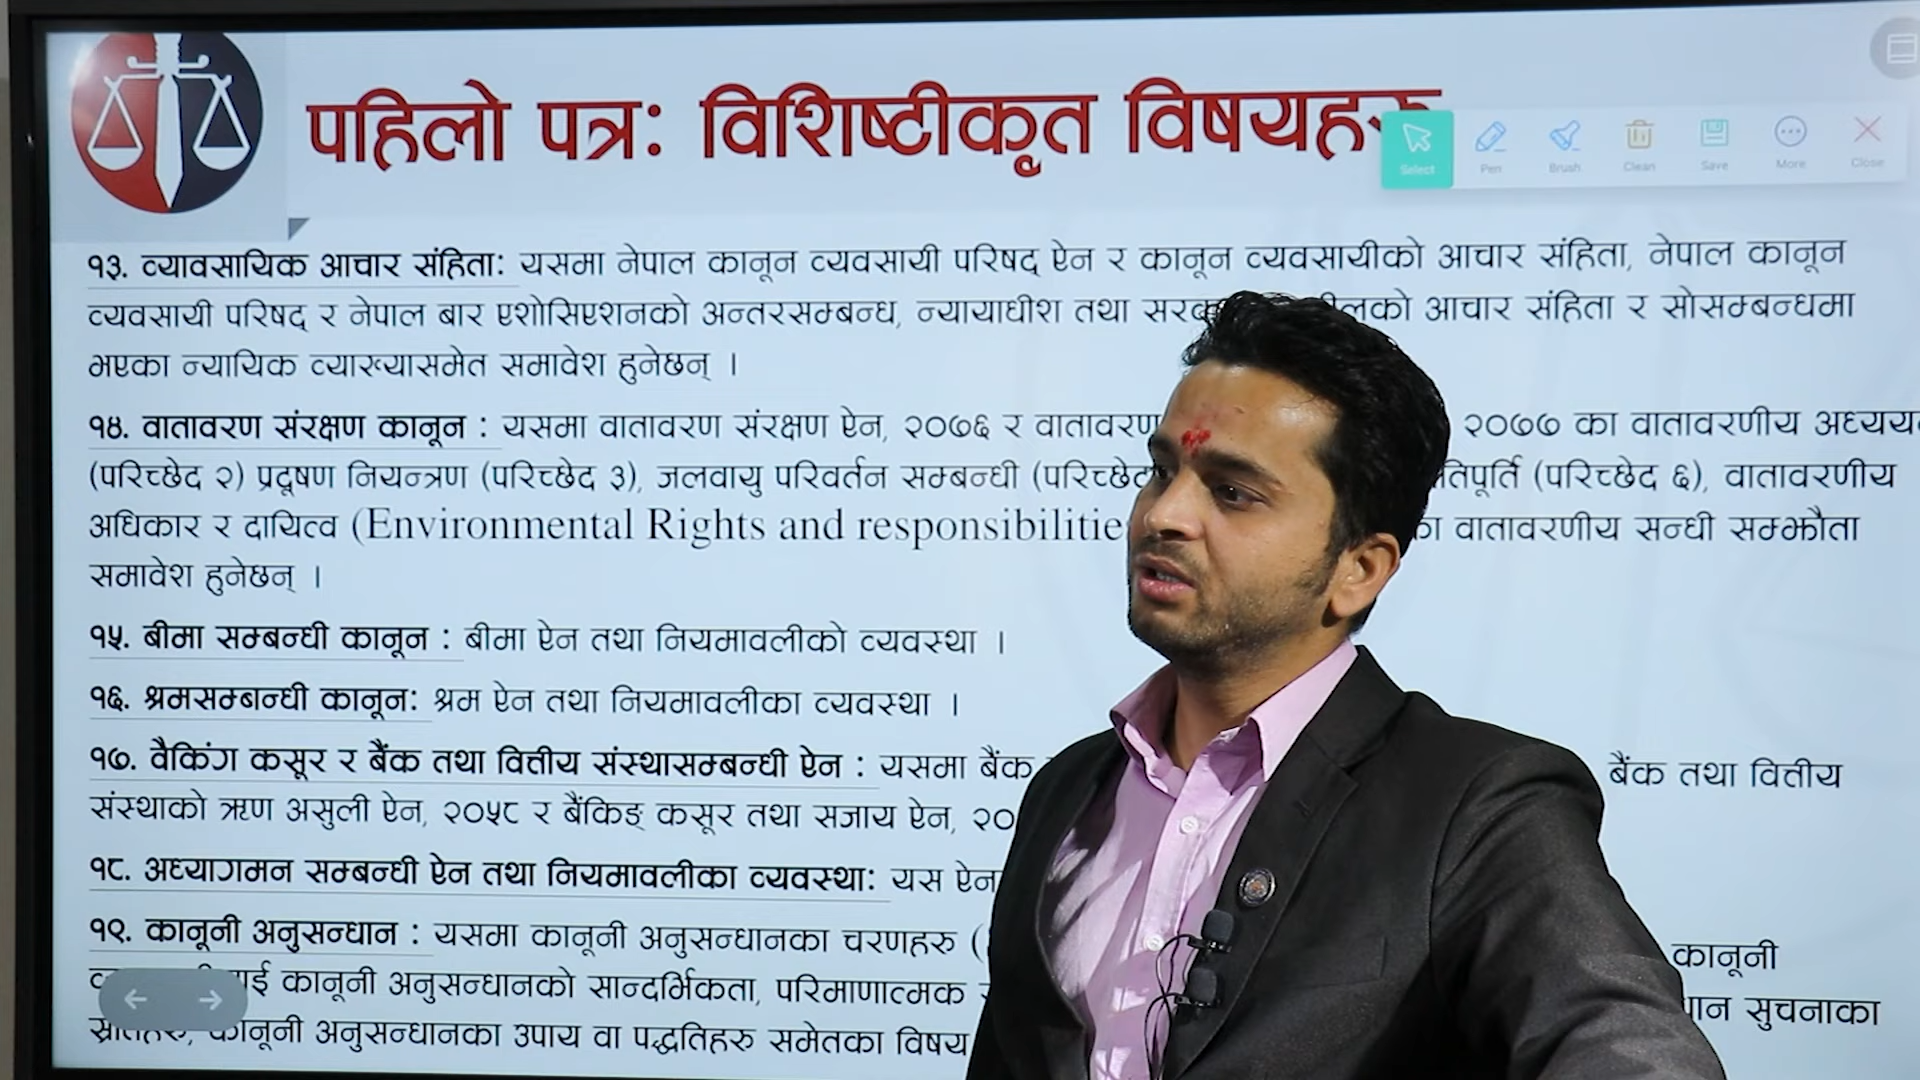 पहिलो पत्र: विशिष्टीकृत विषयहरु
Select Pen Brush Clean Save More Close
१३. व्यावसायिक आचार संहिता: यसमा नेपाल कानून व्यवसायी परिषद् ऐन र कानून व्यवसायीको आचार संहिता, नेपाल कानून
व्यवसायी परिषद् र नेपाल बार एशोसिएशनको अन्तरसम्बन्ध, न्यायाधीश तथा आचार संहिता र सोसम्बन्धमा
भएका न्यायिक व्याख्यासमेत समावेश हुनेछन् ।
१४. वातावरण संरक्षण कानून : यसमा वातावरण संरक्षण ऐन, २०७६ र वातावरण २०७७ का वातावरणीय
(परिच्छेद २) प्रदूषण नियन्त्रण (परिच्छेद ३), जलवायु परिवर्तन सम्बन्धी (परिच्छेद (परिच्छेद ६), वातावरणीय
अधिकार र दायित्व (Environmental Rights and वातावरणीय सन्धी सम्झौता
समावेश हुनेछन् ।
१५. बीमा सम्बन्धी कानून : बीमा ऐन तथा नियमावलीको व्यवस्था ।
१६. श्रमसम्बन्धी कानून: श्रम ऐन तथा नियमावलीका व्यवस्था ।
१७. वैकिंग कसूर र बैंक तथा वित्तीय संस्थासम्बन्धी ऐन : यसमा बैंक बैंक तथा वित्तीय
संस्थाको ऋण असुली ऐन, २०५८ र बैंकिङ् कसूर तथा सजाय ऐन,
१८. अध्यागमन सम्बन्धी ऐन तथा नियमावलीका व्यवस्था: यस ऐन
१९. कानूनी अनुसन्धान : यसमा कानूनी अनुसन्धानका चरणहरु ( कानूनी
कानूनी अनुसन्धानको सान्दर्भिकता, परिमाणात्मक सुचनाका
कानूनी अनुसन्धानका उपाय वा पद्धतिहरु समेतका विषय